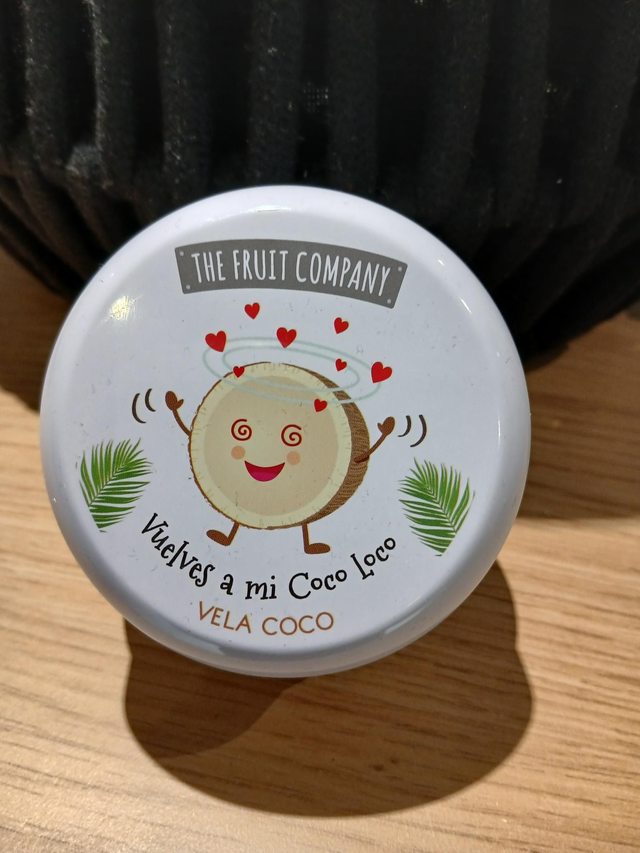 THE FRUIT COMPANY
Vuelves a mi Coco Loco
VELA COCO